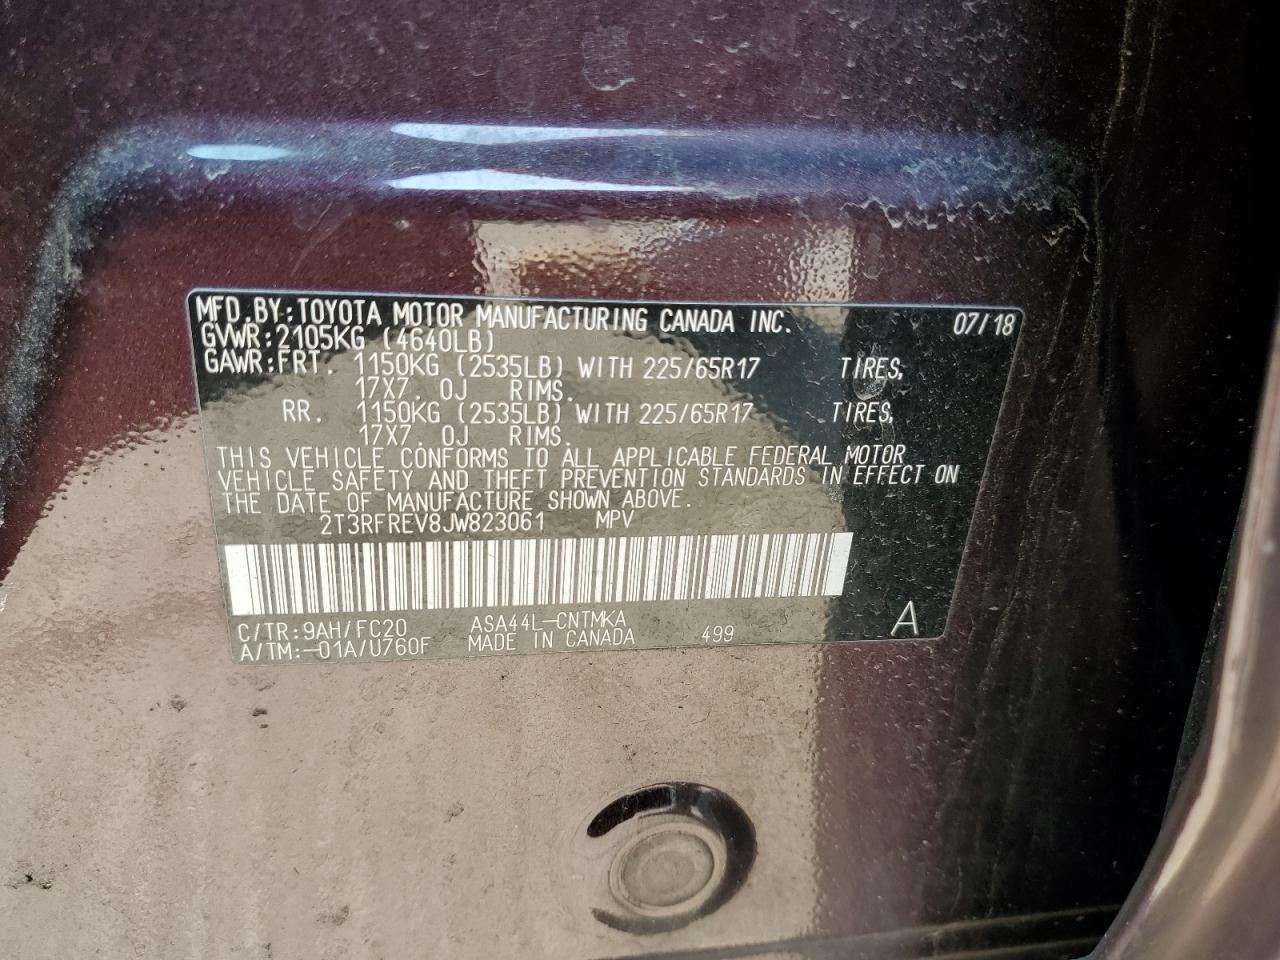 MFD.BY:TOYOTA MOTOR MANUFACTURING CANADA INC. 07/18
GVWR:2105KG (4640LB)
GAWR:FRT. 1150KG (2535LB) WITH 225/65R17 TIRES,
17X7. 0J RIMS.
RR. 1150KG (2535LB) WITH 225/65R17 TIRES,
17X7. 0J RIMS.
THIS VEHICLE CONFORMS TO ALL APPLICABLE FEDERAL MOTOR
VEHICLE SAFETY AND THEFT PREVENTION STANDARDS IN EFFECT ON
THE DATE OF MANUFACTURE SHOWN ABOVE.
2T3RFREV8JW823061 MPV
C/TR:9AH/FC20 ASA44L-CNTMKA A
A/TM:-01A/U760F MADE IN CANADA 499